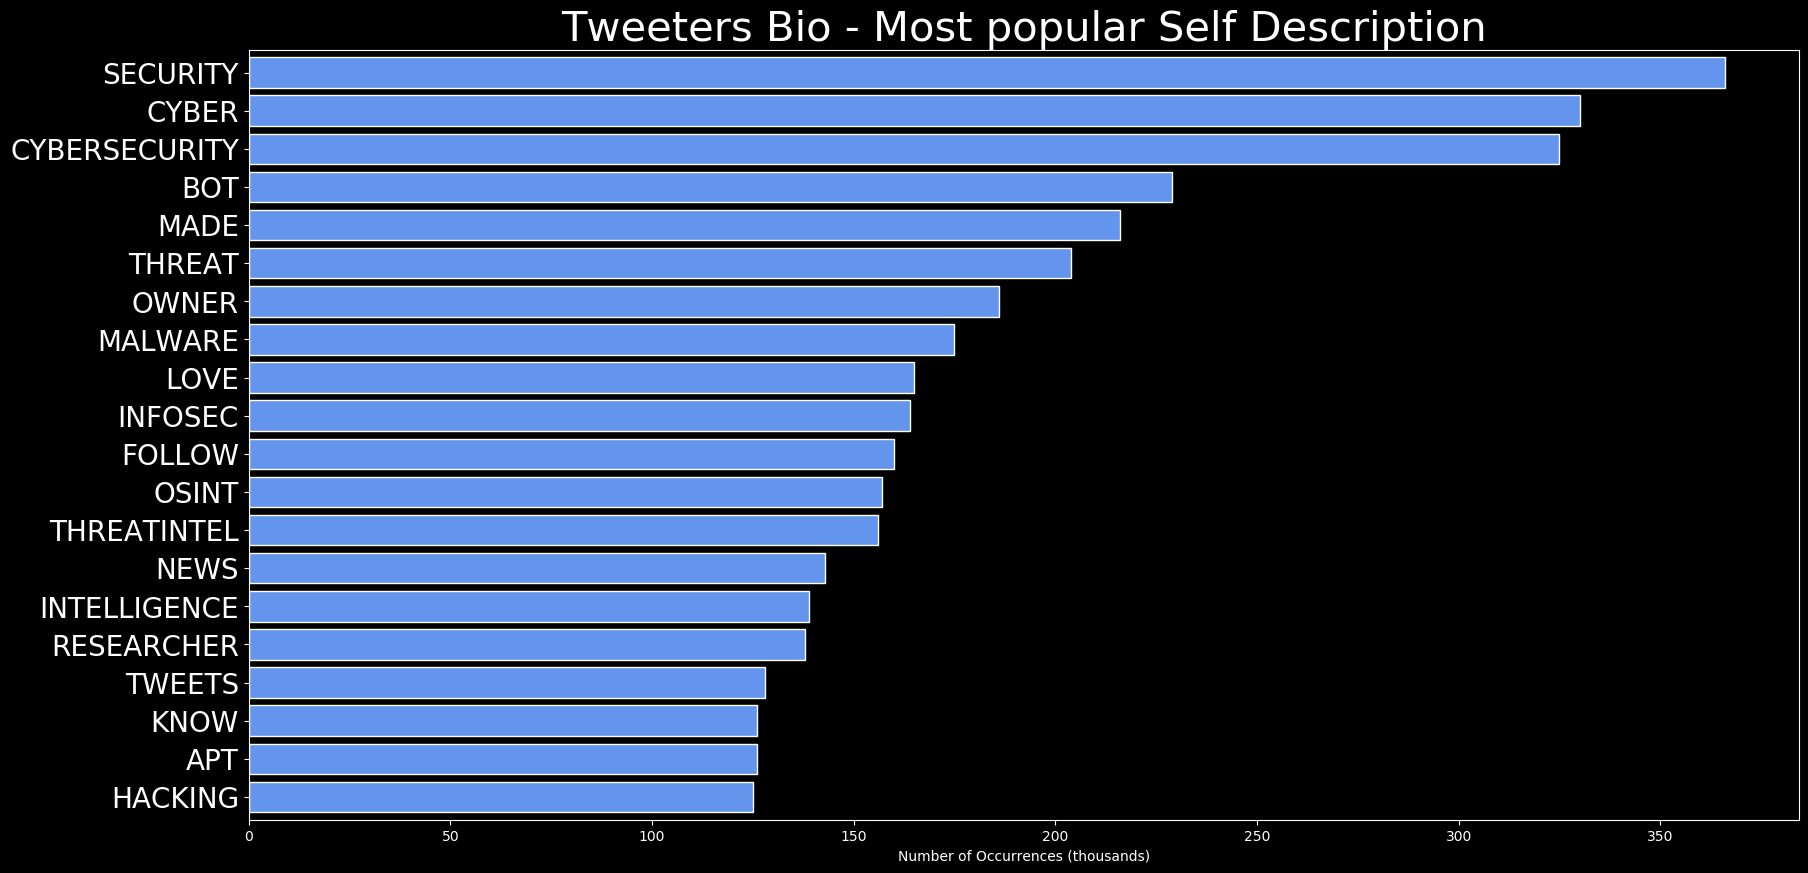 Tweeters Bio - Most popular Self Description
SECURITY
CYBER
CYBERSECURITY
BOT
MADE
THREAT
OWNER
MALWARE
LOVE
INFOSEC
FOLLOW
OSINT
THREATINTEL
NEWS
INTELLIGENCE
RESEARCHER
TWEETS
KNOW
APT
HACKING
0 50 100 150 200 250 300 350
Number of Occurrences (thousands)